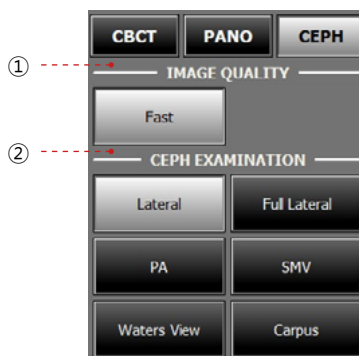 CBCT PANO CEPH
① IMAGE QUALITY
Fast
② CEPH EXAMINATION
Lateral Full Lateral
PA SMV
Waters View Carpus